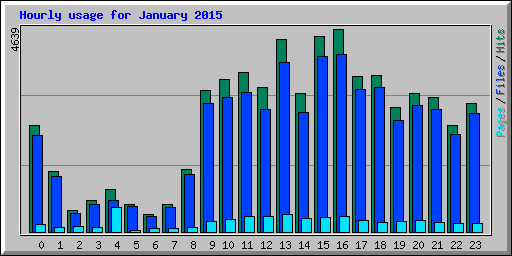 Hourly usage for January 2015
4639
Pages/Files/Hits
0 1 2 3 4 5 6 7 8 9 10 11 12 13 14 15 16 17 18 19 20 21 22 23